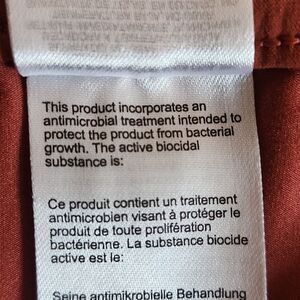 This product incorporates an
antimicrobial treatment intended to
protect the product from bacterial
growth. The active biocidal
substance is:
Ce produit contient un traitement
antimicrobien visant à protéger le
produit de toute prolifération
bactérienne. La substance biocide
active est le:
Seine antimikrobielle Behandlung